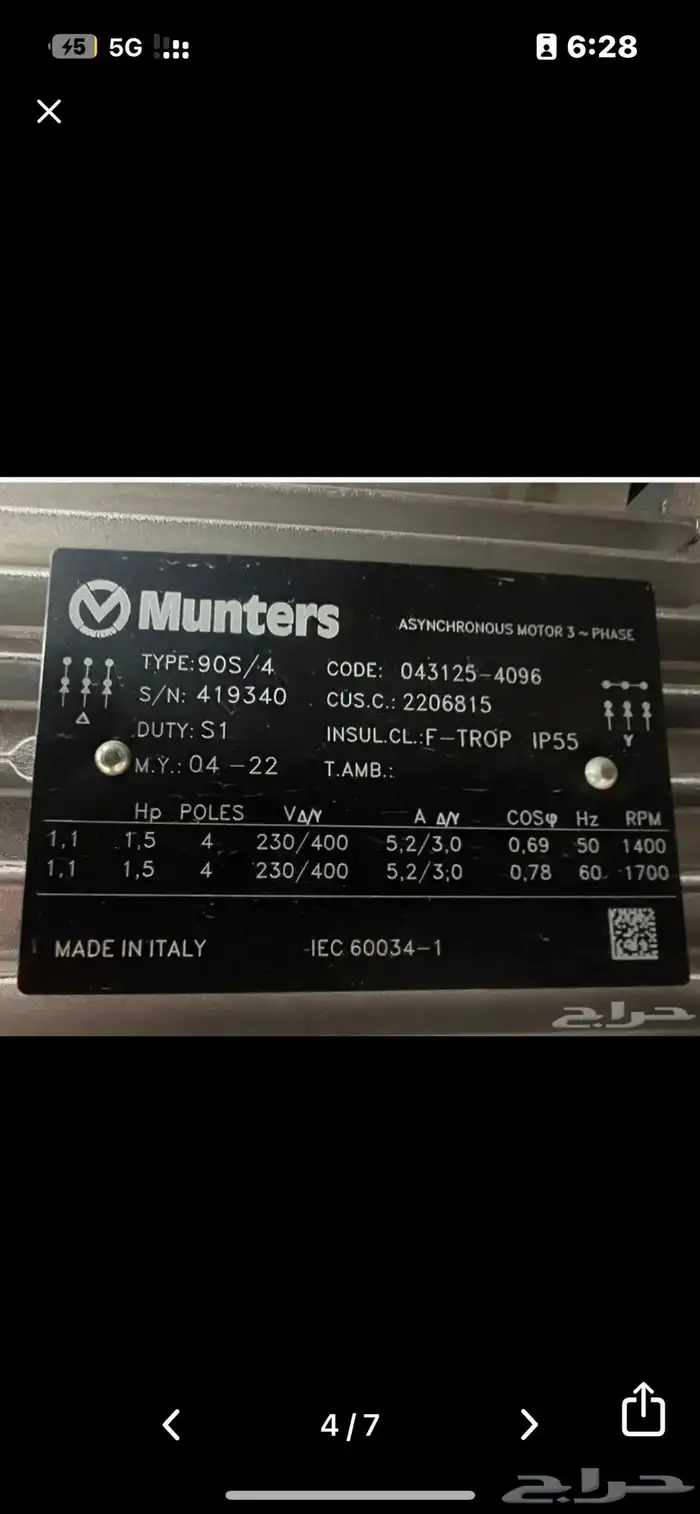 5 5G 6:28
Munters
ASYNCHRONOUS MOTOR 3 ~ PHASE
TYPE: 90S/4 CODE: 043125-4096
S/N: 419340 CUS.C.: 2206815
DUTY: S1 INSUL.CL.: F-TROP IP55
M.Y.: 04 -22 T.AMB.:
Δ Y
Hp POLES VΔ/Y A Δ/Y COSφ Hz RPM
1,1 1,5 4 230/400 5,2/3,0 0,69 50 1400
1,1 1,5 4 230/400 5,2/3,0 0,78 60 1700
MADE IN ITALY IEC 60034-1
حراج
4 / 7
حراج